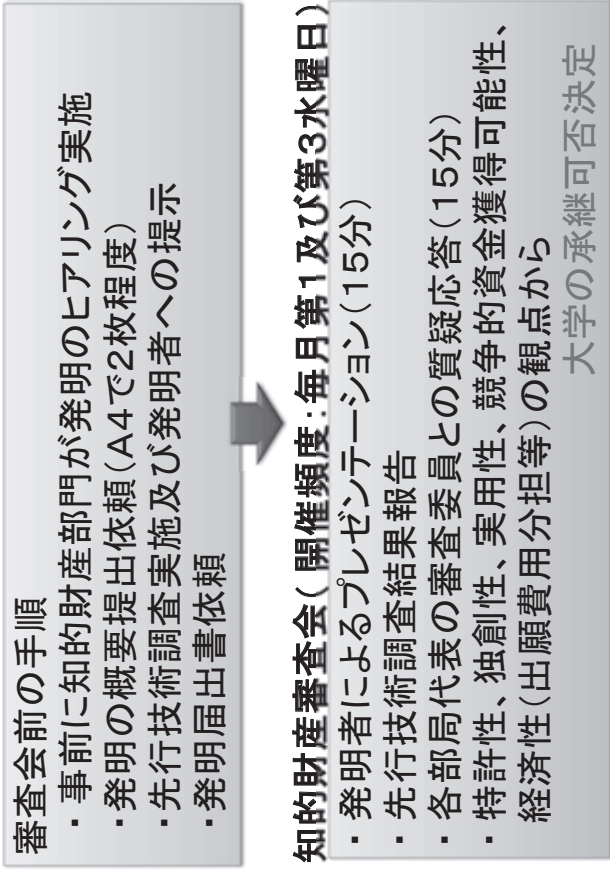 審査会前の手順
・事前に知的財産部門が発明のヒアリング実施
・発明の概要提出依頼(A4で2枚程度)
・先行技術調査実施及び発明者への提示
・発明届出書依頼
知的財産審査会( 開催頻度:毎月第1及び第3水曜日)
・発明者によるプレゼンテーション(15分)
・先行技術調査結果報告
・各部局代表の審査委員との質疑応答(15分)
・特許性、独創性、実用性、競争的資金獲得可能性、
経済性(出願費用分担等)の観点から
大学の承継可否決定